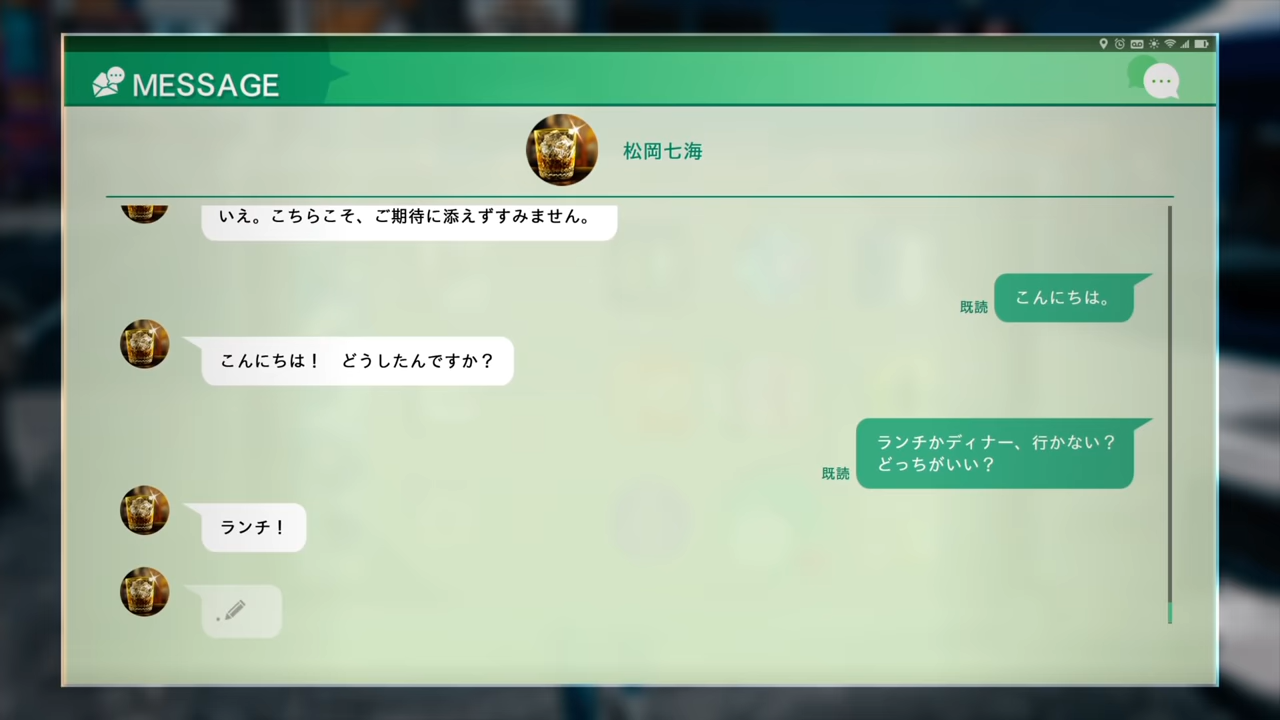 MESSAGE
松岡七海
いえ。こちらこそ、ご期待に添えずすみません。
こんにちは。
既読
こんにちは！　どうしたんですか？
ランチかディナー、行かない？
どっちがいい？
既読
ランチ！